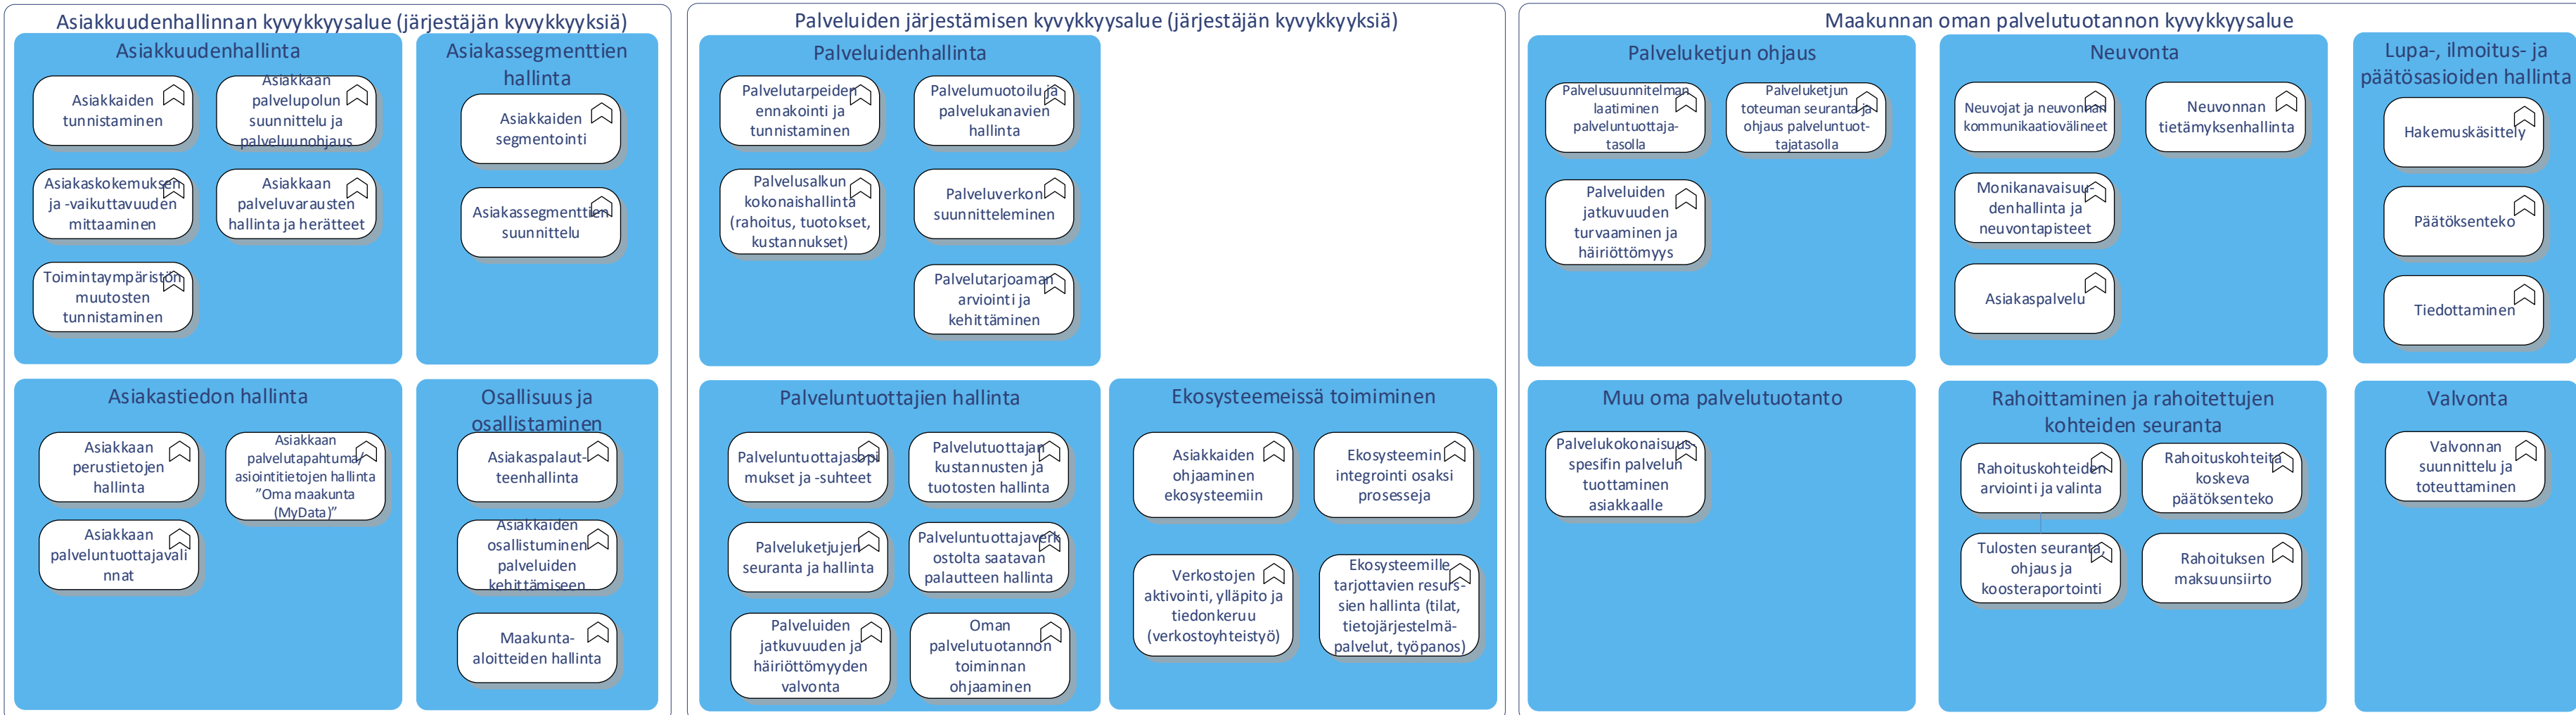 Asiakkuudenhallinnan kyvykkyysalue (järjestäjän kyvykkyyksiä)
Asiakkuudenhallinta
Asiakkaiden
tunnistaminen
Asiakkaan
palvelupolun
suunnittelu ja
palveluunohjaus
Asiakaskokemuksen
ja -vaikuttavuuden
mittaaminen
Asiakkaan
palveluvarausten
hallinta ja herätteet
Toimintaympäristön
muutosten
tunnistaminen
Asiakassegmenttien
hallinta
Asiakkaiden
segmentointi
Asiakassegmenttien
suunnittelu
Asiakastiedon hallinta
Asiakkaan
perustietojen
hallinta
Asiakkaan
palvelutapahtuma/
asiointitietojen hallinta
”Oma maakunta
(MyData)”
Asiakkaan
palveluntuottajavali
nnat
Osallisuus ja
osallistaminen
Asiakaspalaut-
teenhallinta
Asiakkaiden
osallistuminen
palveluiden
kehittämiseen
Maakunta-
aloitteiden hallinta
Palveluiden järjestämisen kyvykkyysalue (järjestäjän kyvykkyyksiä)
Palveluidenhallinta
Palvelutarpeiden
ennakointi ja
tunnistaminen
Palvelumuotoilu ja
palvelukanavien
hallinta
Palvelusalkun
kokonaishallinta
(rahoitus, tuotokset,
kustannukset)
Palveluverkon
suunnitteleminen
Palvelutarjoaman
arviointi ja
kehittäminen
Palveluntuottajien hallinta
Palveluntuottajasopi
mukset ja -suhteet
Palvelutuottajan
kustannusten ja
tuotosten hallinta
Palveluketjujen
seuranta ja hallinta
Palveluntuottajaverk
ostolta saatavan
palautteen hallinta
Palveluiden
jatkuvuuden ja
häiriöttömyyden
valvonta
Oman
palvelutuotannon
toiminnan
ohjaaminen
Ekosysteemeissä toimiminen
Asiakkaiden
ohjaaminen
ekosysteemiin
Ekosysteemin
integrointi osaksi
prosesseja
Verkostojen
aktivointi, ylläpito ja
tiedonkeruu
(verkostoyhteistyö)
Ekosysteemille
tarjottavien resurs-
sien hallinta (tilat,
tietojärjestelmä-
palvelut, työpanos)
Maakunnan oman palvelutuotannon kyvykkyysalue
Palveluketjun ohjaus
Palvelusuunnitelman
laatiminen
palveluntuottaja-
tasolla
Palveluketjun
toteuman seuranta ja
ohjaus palveluntuot-
tajatasolla
Palveluiden
jatkuvuuden
turvaaminen ja
häiriöttömyys
Neuvonta
Neuvojat ja neuvonnan
kommunikaatiovälineet
Neuvonnan
tietämyksenhallinta
Monikanavaisuu-
denhallinta ja
neuvontapisteet
Asiakaspalvelu
Lupa-, ilmoitus- ja
päätösasioiden hallinta
Hakemuskäsittely
Päätöksenteko
Tiedottaminen
Muu oma palvelutuotanto
Palvelukokonaisuus-
spesifin palvelun
tuottaminen
asiakkaalle
Rahoittaminen ja rahoitettujen
kohteiden seuranta
Rahoituskohteiden
arviointi ja valinta
Rahoituskohteita
koskeva
päätöksenteko
Tulosten seuranta,
ohjaus ja
koosteraportointi
Rahoituksen
maksuunsiirto
Valvonta
Valvonnan
suunnittelu ja
toteuttaminen